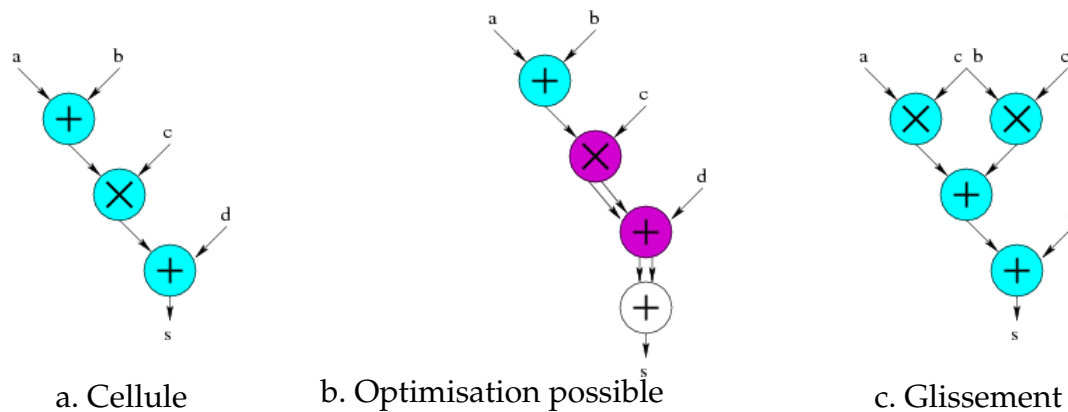 a b
a b
a c b c
+
+
× ×
c
c
×
×
d
+
d
+
+
+
+
s
s
s
a. Cellule
b. Optimisation possible
c. Glissement